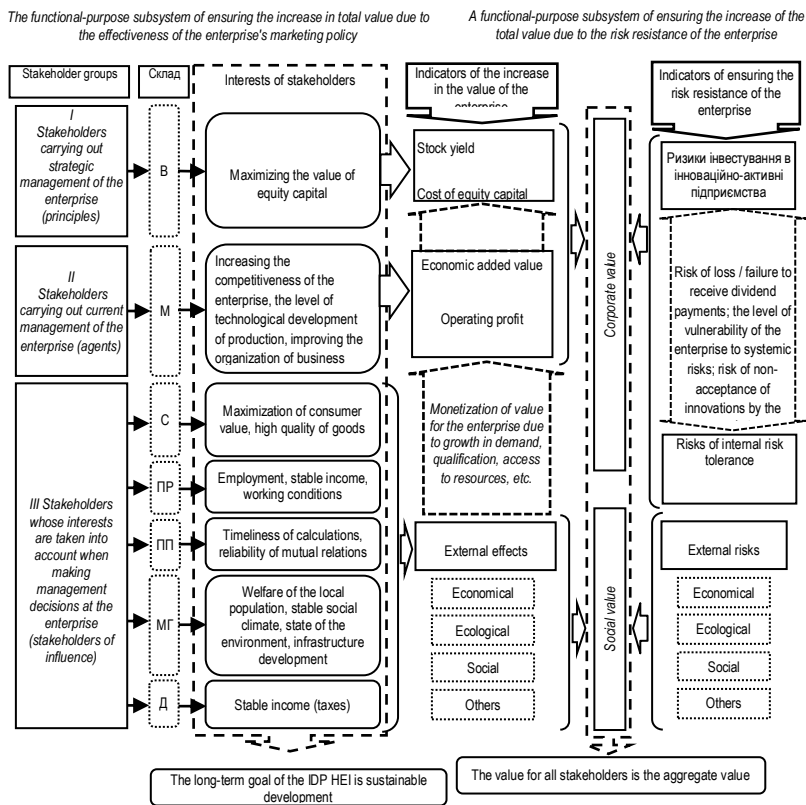 The functional-purpose subsystem of ensuring the increase in total value due to
the effectiveness of the enterprise's marketing policy
A functional-purpose subsystem of ensuring the increase of the
total value due to the risk resistance of the enterprise
Stakeholder groups
Склад
Interests of stakeholders
Indicators of the increase
in the value of the
enterprise
Indicators of ensuring the
risk resistance of the
enterprise
I
Stakeholders
carrying out
strategic
management of the
enterprise
(principles)
В
Maximizing the value of
equity capital
Stock yield
Cost of equity capital
Ризики інвестування в
інноваційно-активні
підприємства
II
Stakeholders
carrying out current
management of the
enterprise (agents)
М
Increasing the
competitiveness of the
enterprise, the level of
technological development
of production, improving the
organization of business
Economic added value
Operating profit
Corporate value
Risk of loss / failure to
receive dividend
payments; the level of
vulnerability of the
enterprise to systemic
risks; risk of non-
acceptance of
innovations by the
III Stakeholders
whose interests
are taken into
account when
making
management
decisions at the
enterprise
(stakeholders of
influence)
С
Maximization of consumer
value, high quality of goods
Monetization of value
for the enterprise due
to growth in demand,
qualification, access
to resources, etc.
Risks of internal risk
tolerance
ПР
Employment, stable income,
working conditions
ПП
Timeliness of calculations,
reliability of mutual relations
External effects
Economical
Ecological
Social
Others
Social value
External risks
Economical
Ecological
Social
Others
МГ
Welfare of the local
population, stable social
climate, state of the
environment, infrastructure
development
Д
Stable income (taxes)
The long-term goal of the IDP HEI is sustainable
development
The value for all stakeholders is the aggregate value